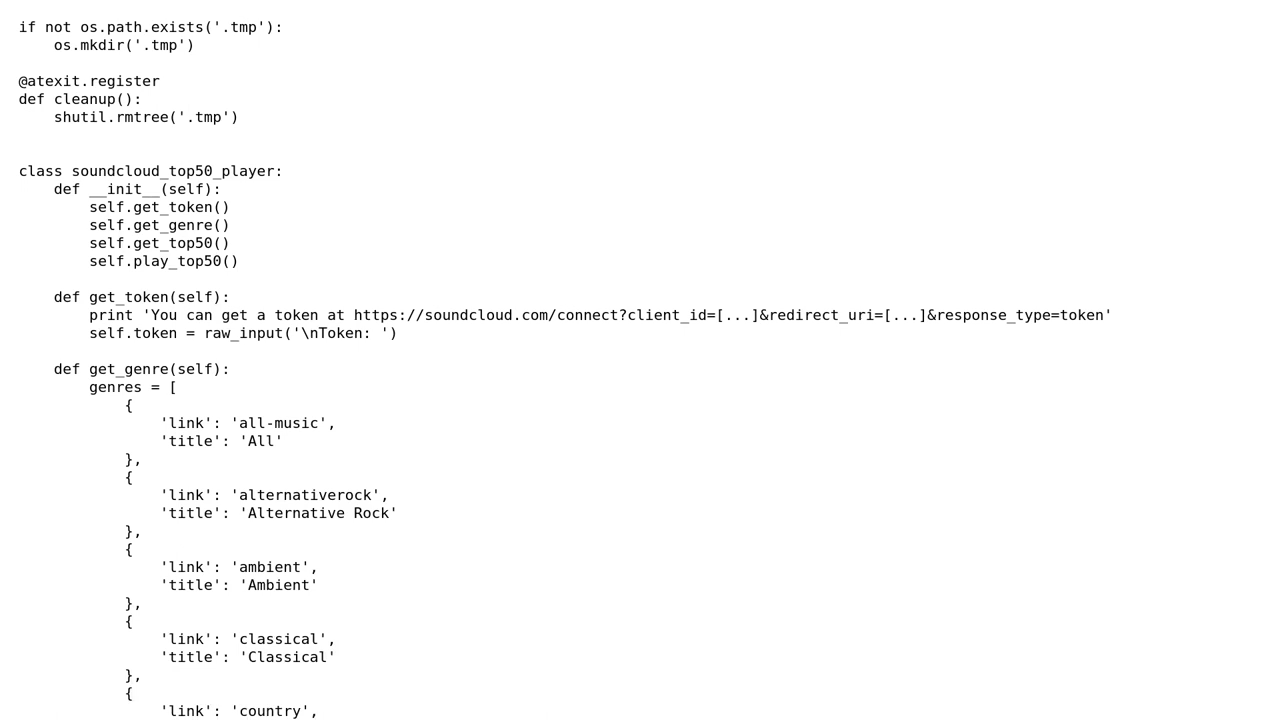 if not os.path.exists('.tmp'):
    os.mkdir('.tmp')

@atexit.register
def cleanup():
    shutil.rmtree('.tmp')


class soundcloud_top50_player:
    def __init__(self):
        self.get_token()
        self.get_genre()
        self.get_top50()
        self.play_top50()

    def get_token(self):
        print 'You can get a token at https://soundcloud.com/connect?client_id=[...]&redirect_uri=[...]&response_type=token'
        self.token = raw_input('\nToken: ')

    def get_genre(self):
        genres = [
            {
                'link': 'all-music',
                'title': 'All'
            },
            {
                'link': 'alternativerock',
                'title': 'Alternative Rock'
            },
            {
                'link': 'ambient',
                'title': 'Ambient'
            },
            {
                'link': 'classical',
                'title': 'Classical'
            },
            {
                'link': 'country',